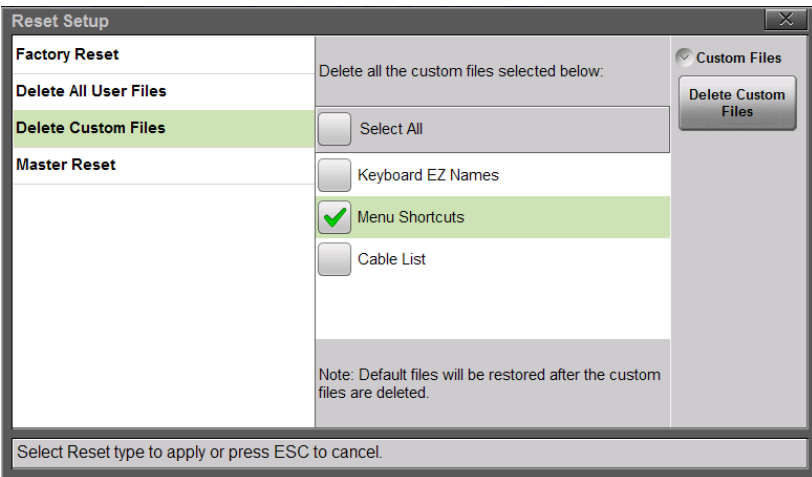 Reset Setup
Factory Reset
Delete All User Files
Delete Custom Files
Master Reset
Delete all the custom files selected below:
Select All
Keyboard EZ Names
Menu Shortcuts
Cable List
Note: Default files will be restored after the custom
files are deleted.
Custom Files
Delete Custom
Files
Select Reset type to apply or press ESC to cancel.